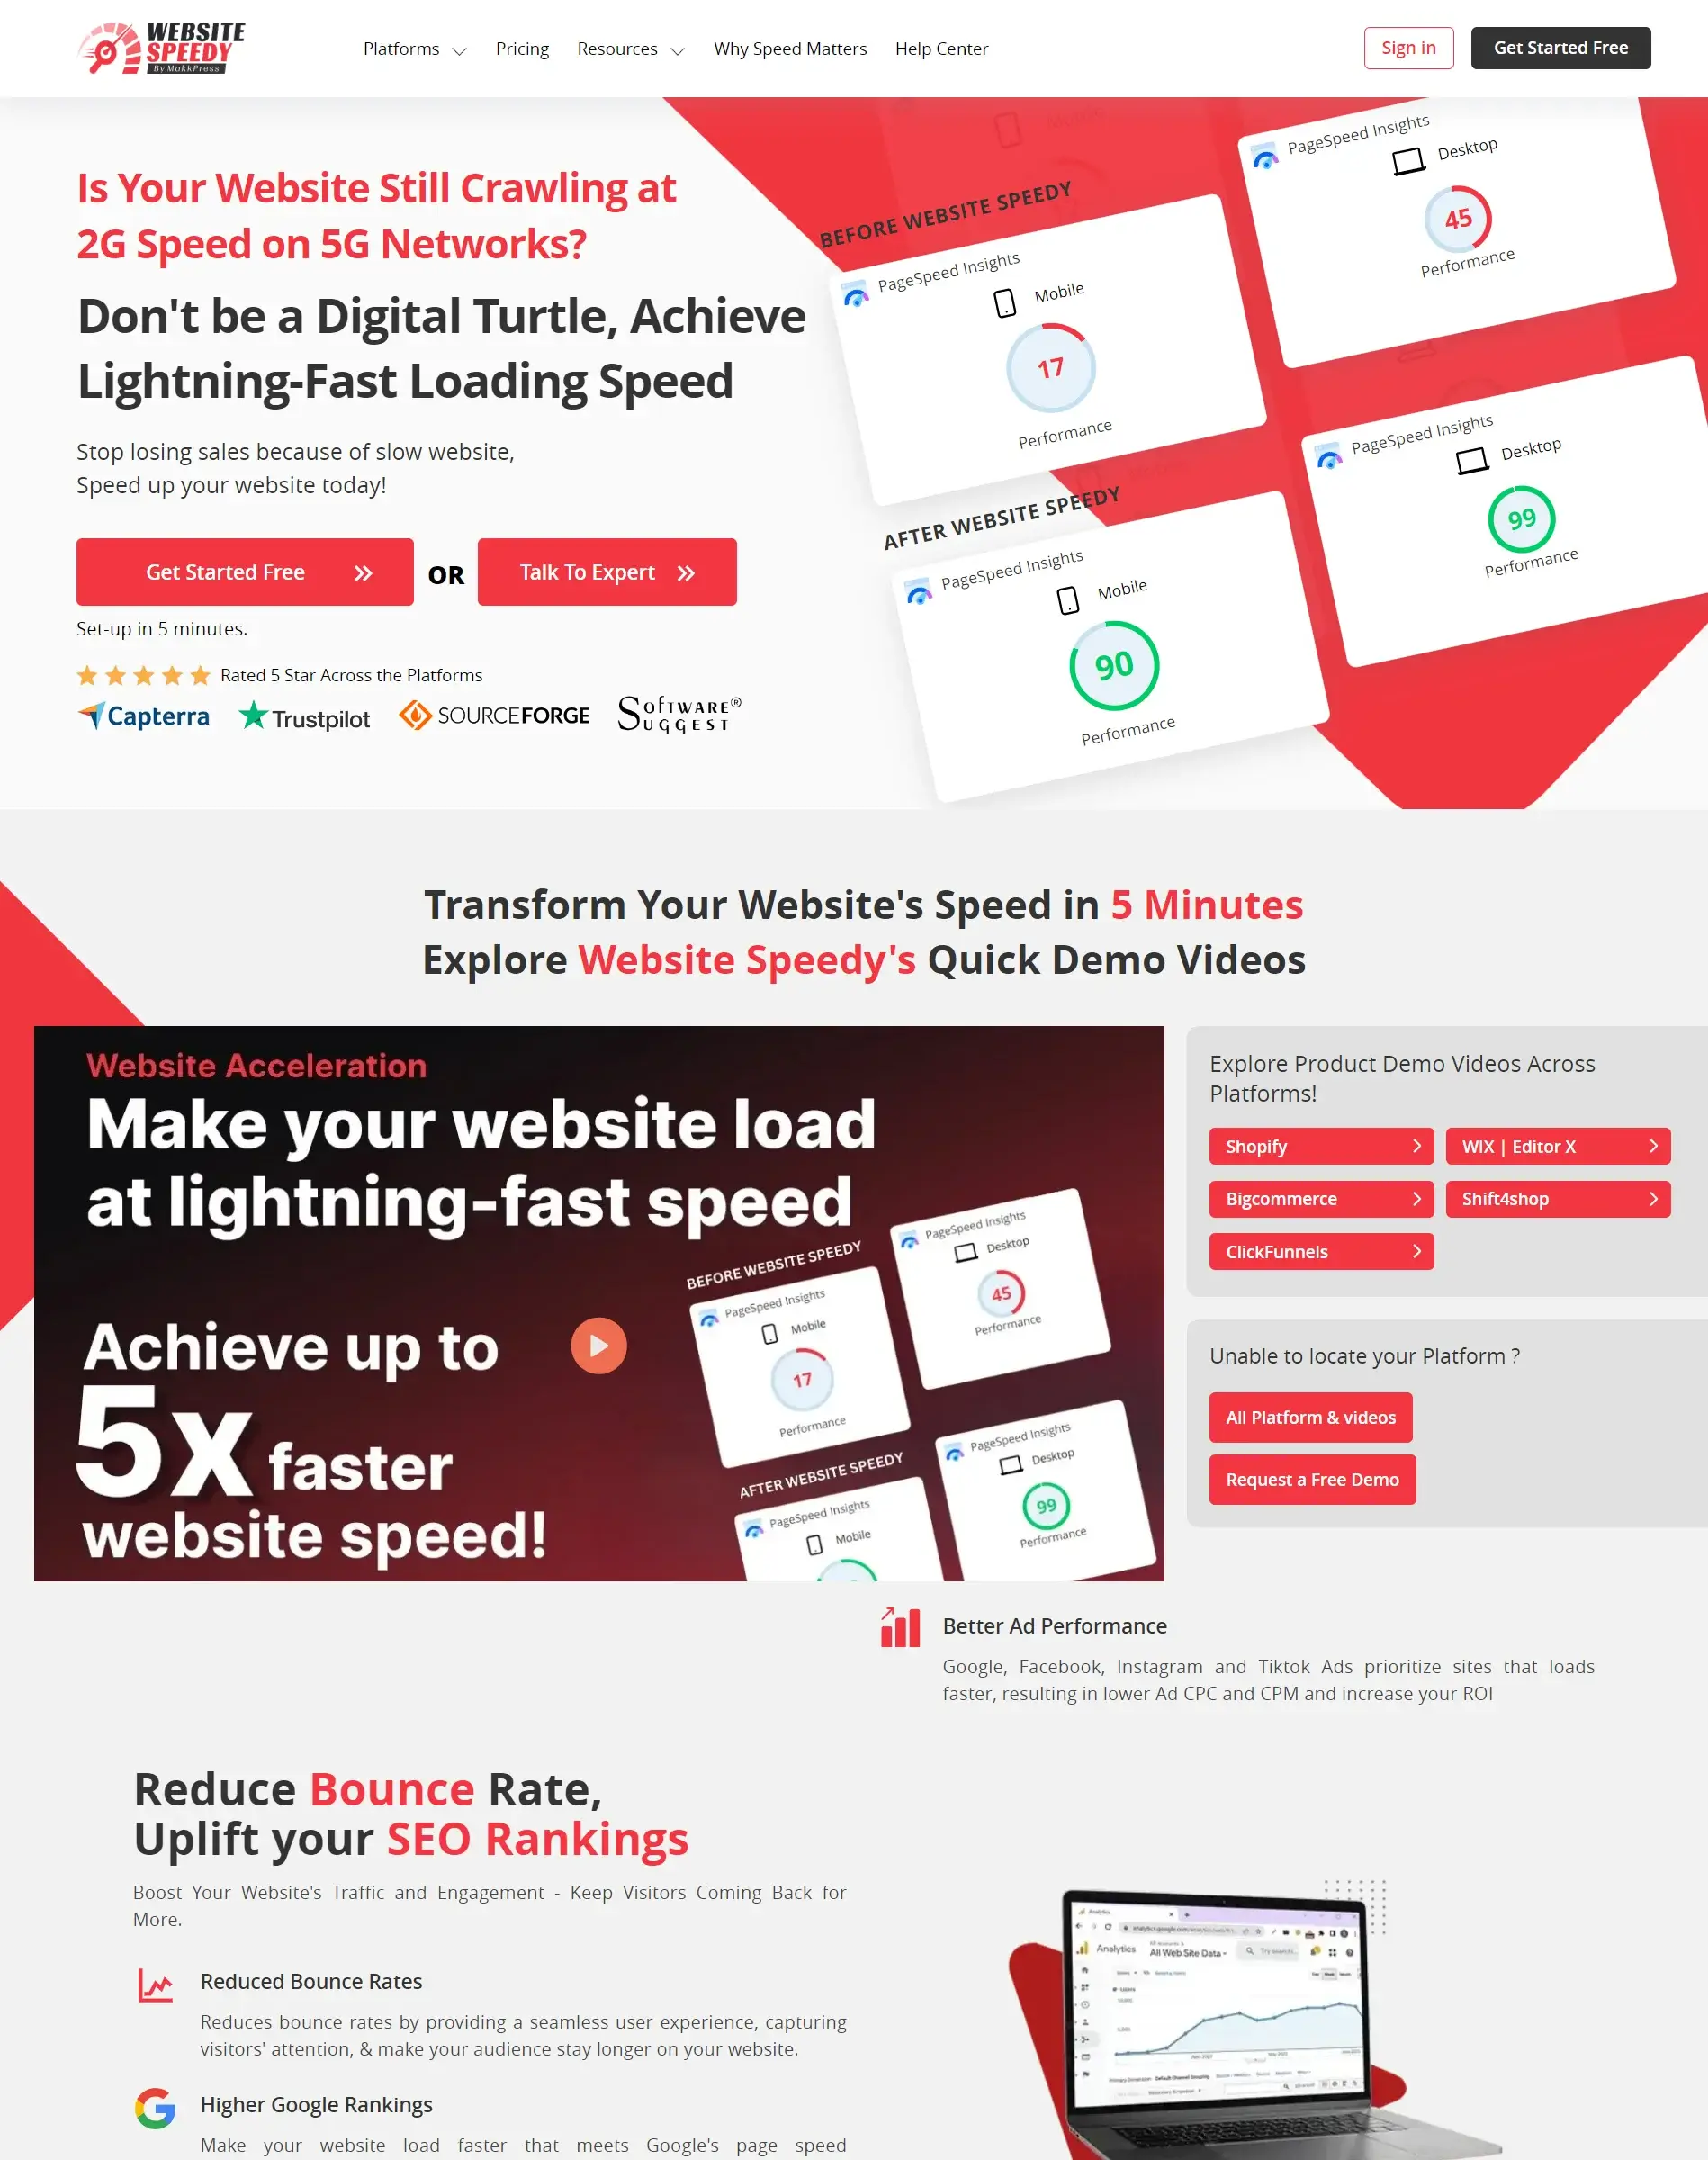 WEBSITE
SPEEDY
By MakkPress
Platforms
Pricing
Resources
Why Speed Matters
Help Center
Sign in
Get Started Free
Is Your Website Still Crawling at
2G Speed on 5G Networks?
Don't be a Digital Turtle, Achieve
Lightning-Fast Loading Speed
Stop losing sales because of slow website,
Speed up your website today!
Get Started Free
OR
Talk To Expert
Set-up in 5 minutes.
Rated 5 Star Across the Platforms
Capterra
Trustpilot
SOURCEFORGE
SOFTWARE®
SUGGEST
BEFORE WEBSITE SPEEDY
PageSpeed Insights
Mobile
17
Performance
PageSpeed Insights
Desktop
45
Performance
AFTER WEBSITE SPEEDY
PageSpeed Insights
Mobile
90
Performance
PageSpeed Insights
Desktop
99
Performance
Transform Your Website's Speed in 5 Minutes
Explore Website Speedy's Quick Demo Videos
Website Acceleration
Make your website load
at lightning-fast speed
Achieve up to
5x faster
website speed!
BEFORE WEBSITE SPEEDY
PageSpeed Insights
Mobile
17
Performance
PageSpeed Insights
Desktop
45
Performance
AFTER WEBSITE SPEEDY
PageSpeed Insights
Mobile
PageSpeed Insights
Desktop
99
Performance
Explore Product Demo Videos Across
Platforms!
Shopify
WIX | Editor X
Bigcommerce
Shift4shop
ClickFunnels
Unable to locate your Platform ?
All Platform & videos
Request a Free Demo
Better Ad Performance
Google, Facebook, Instagram and Tiktok Ads prioritize sites that loads
faster, resulting in lower Ad CPC and CPM and increase your ROI
Reduce Bounce Rate,
Uplift your SEO Rankings
Boost Your Website's Traffic and Engagement - Keep Visitors Coming Back for
More.
Reduced Bounce Rates
Reduces bounce rates by providing a seamless user experience, capturing
visitors' attention, & make your audience stay longer on your website.
Higher Google Rankings
Make your website load faster that meets Google's page speed
Analytics
Analytics
All Web Site Data